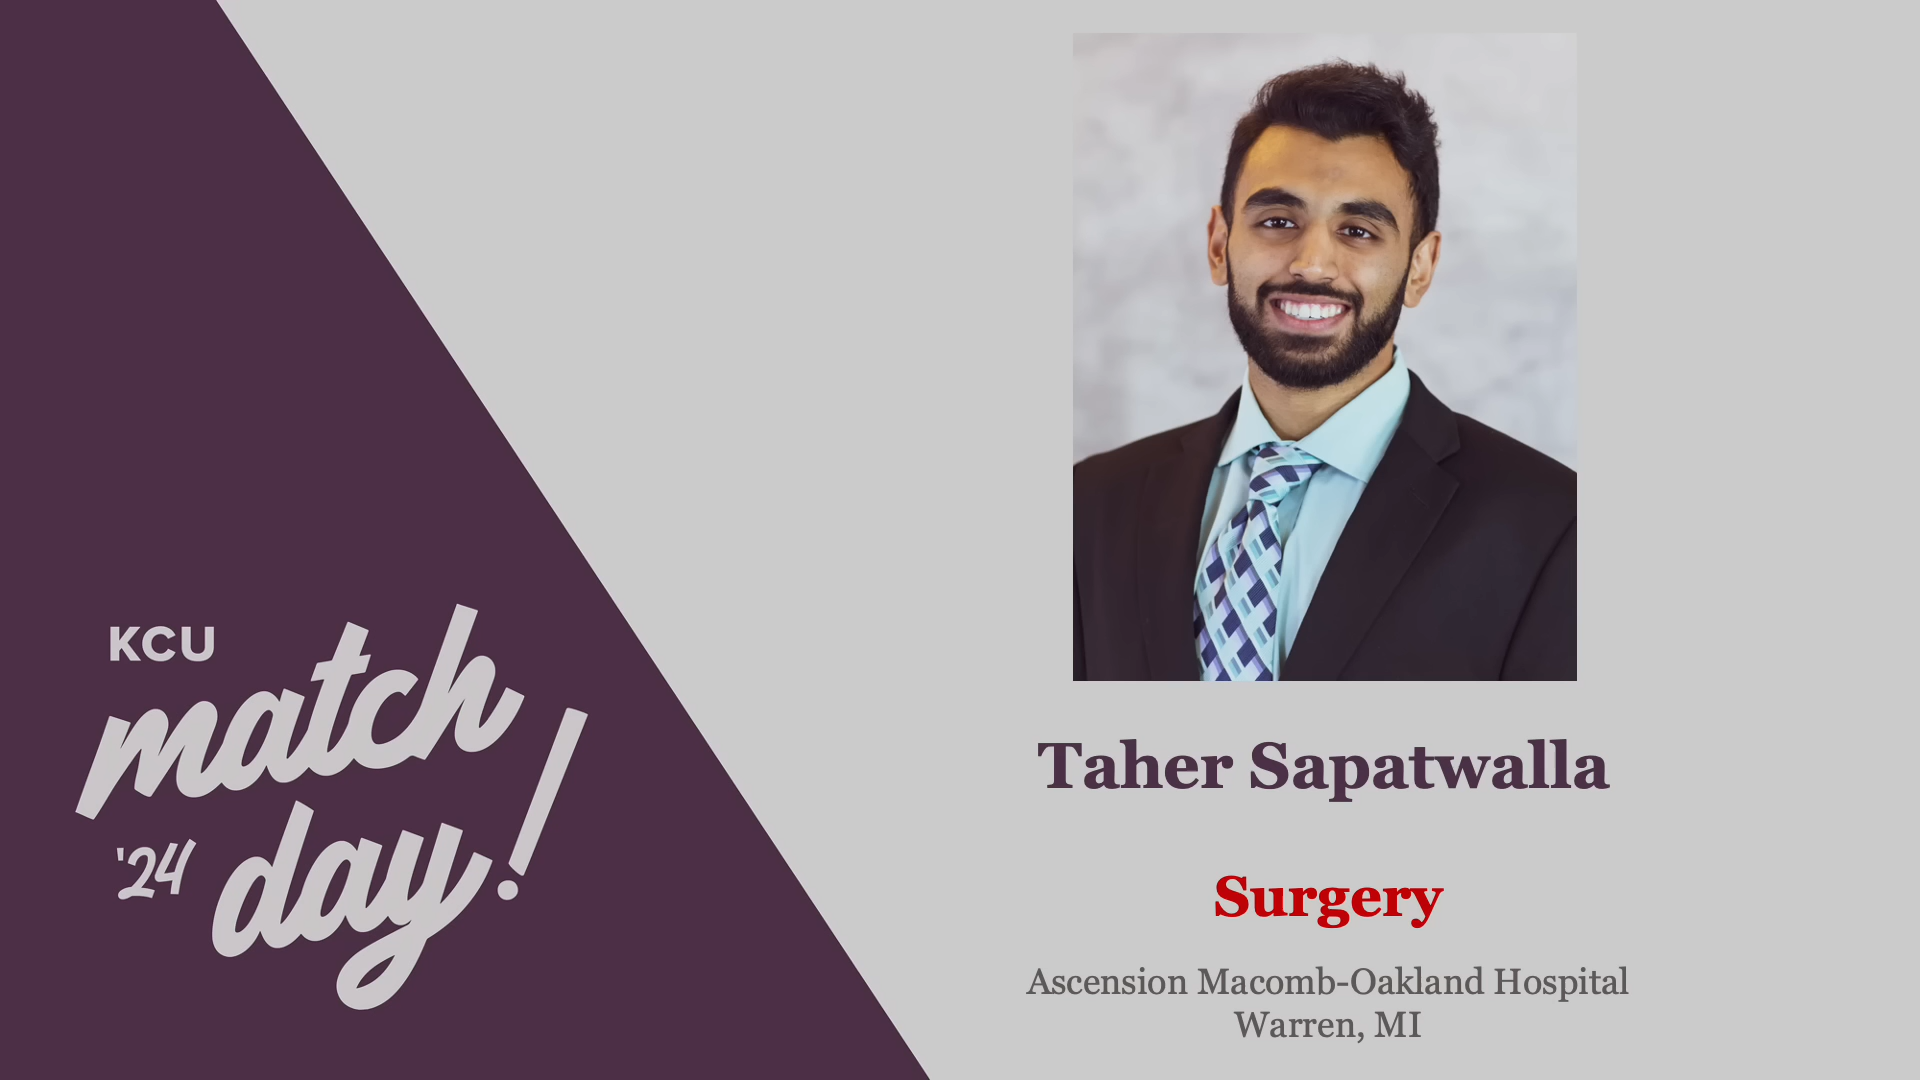 KCU
match
'24 day!
Taher Sapatwalla
Surgery
Ascension Macomb-Oakland Hospital
Warren, MI